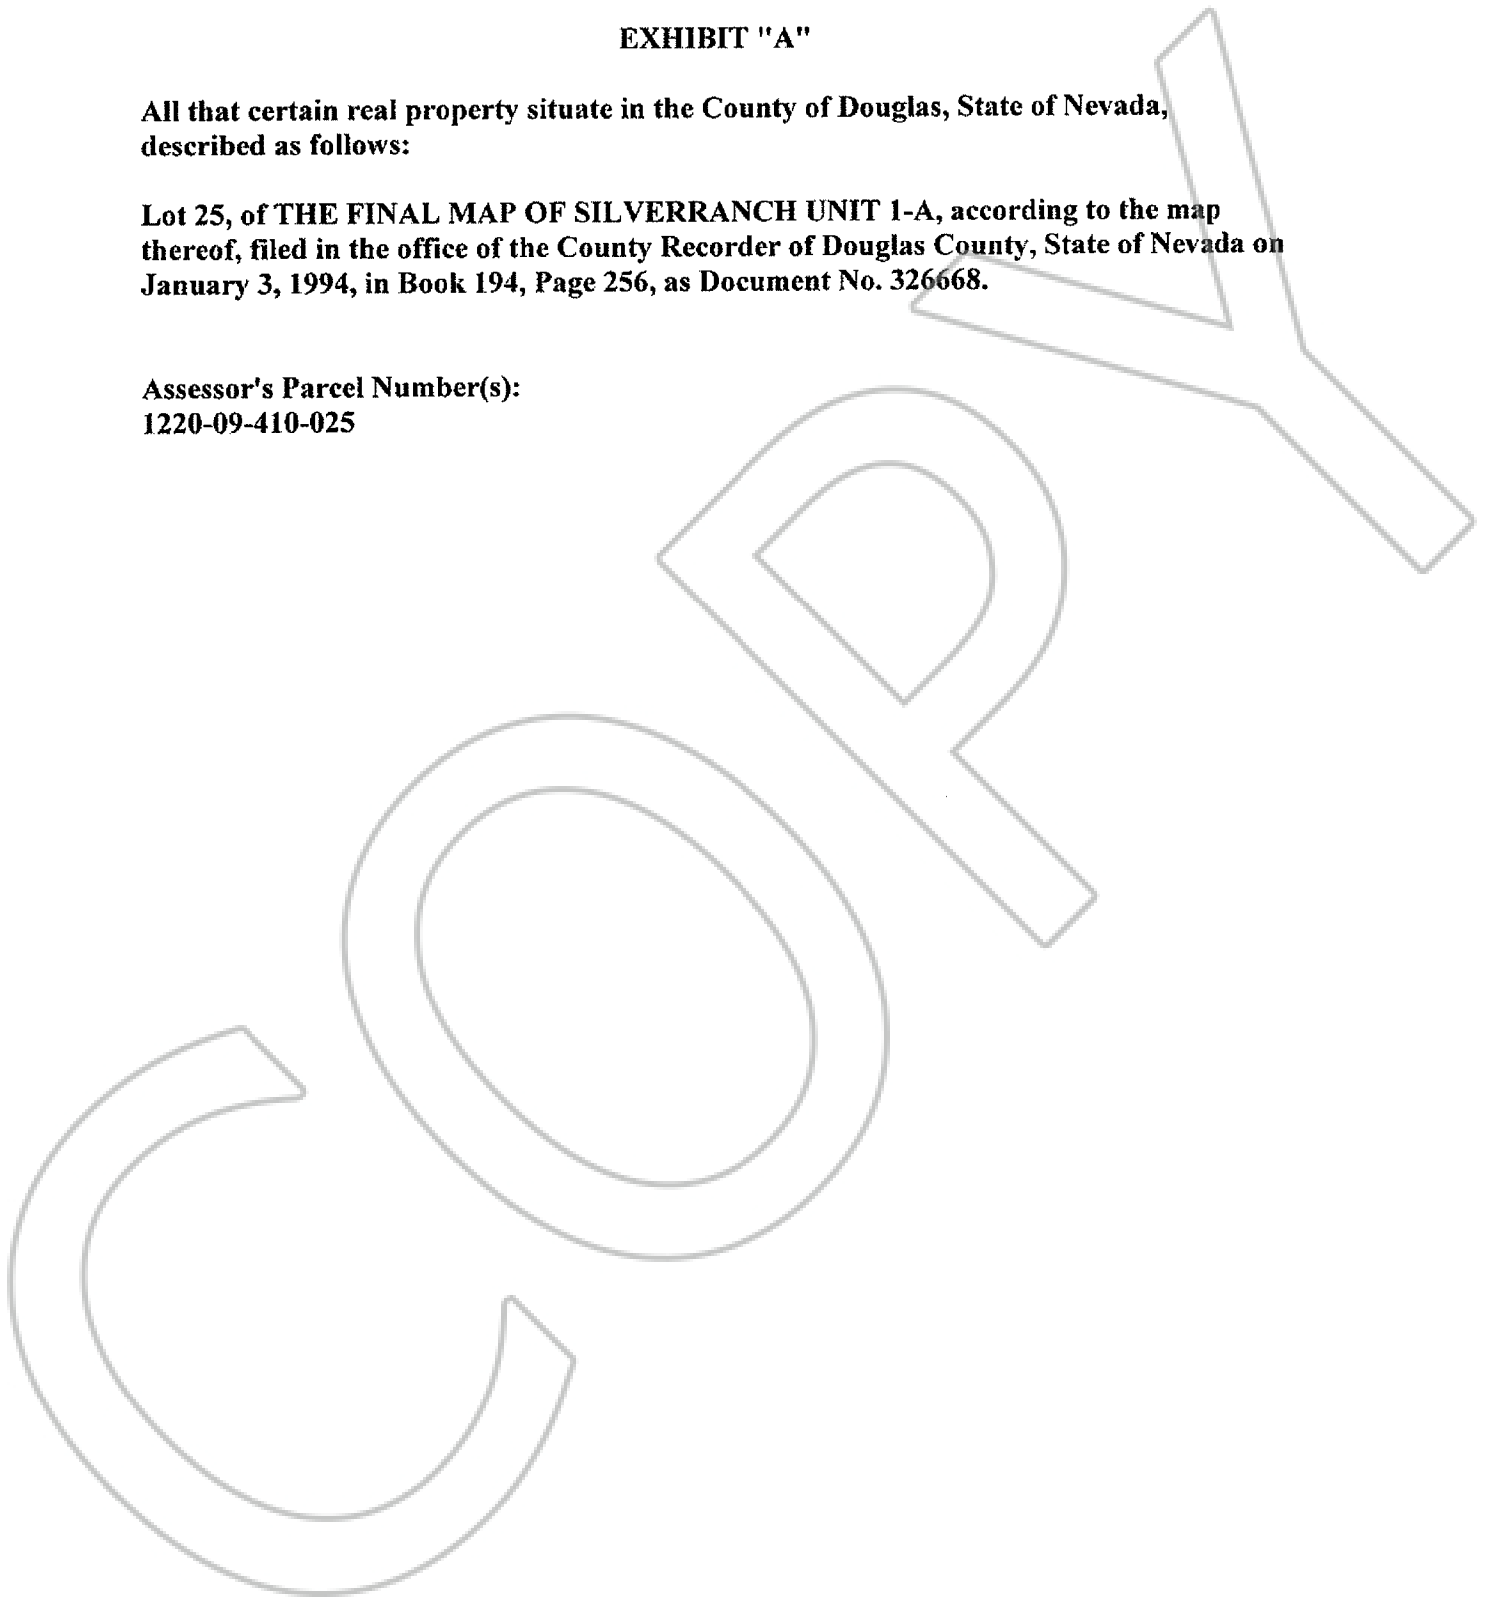 EXHIBIT "A"
All that certain real property situate in the County of Douglas, State of Nevada,
described as follows:
Lot 25, of THE FINAL MAP OF SILVERRANCH UNIT 1-A, according to the map
thereof, filed in the office of the County Recorder of Douglas County, State of Nevada on
January 3, 1994, in Book 194, Page 256, as Document No. 326668.
Assessor's Parcel Number(s):
1220-09-410-025
COPY